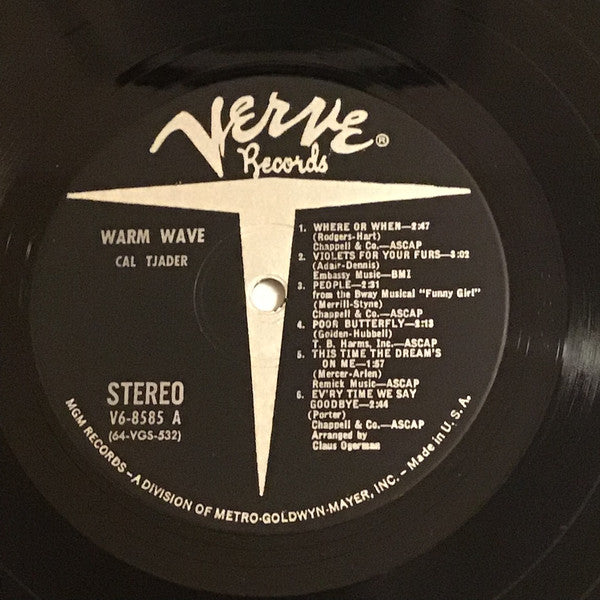 VERVE®
Records
WARM WAVE
CAL TJADER
1. WHERE OR WHEN—2:47
(Rodgers-Hart)
Chappell & Co.—ASCAP
2. VIOLETS FOR YOUR FURS—3:02
(Adair-Dennis)
Embassy Music—BMI
3. PEOPLE—2:31
from the Bway Musical "Funny Girl"
(Merrill-Styne)
Chappell & Co.—ASCAP
4. POOR BUTTERFLY—2:13
(Golden-Hubbell)
T. B. Harms, Inc.—ASCAP
5. THIS TIME THE DREAM'S
ON ME—1:57
(Mercer-Arlen)
Remick Music—ASCAP
6. EV'RY TIME WE SAY
GOODBYE—2:44
(Porter)
Chappell & Co.—ASCAP
Arranged by
Claus Ogerman
STEREO
V6-8585 A
(64-VGS-532)
MGM RECORDS—A DIVISION OF METRO-GOLDWYN-MAYER, INC.—Made in U.S.A.